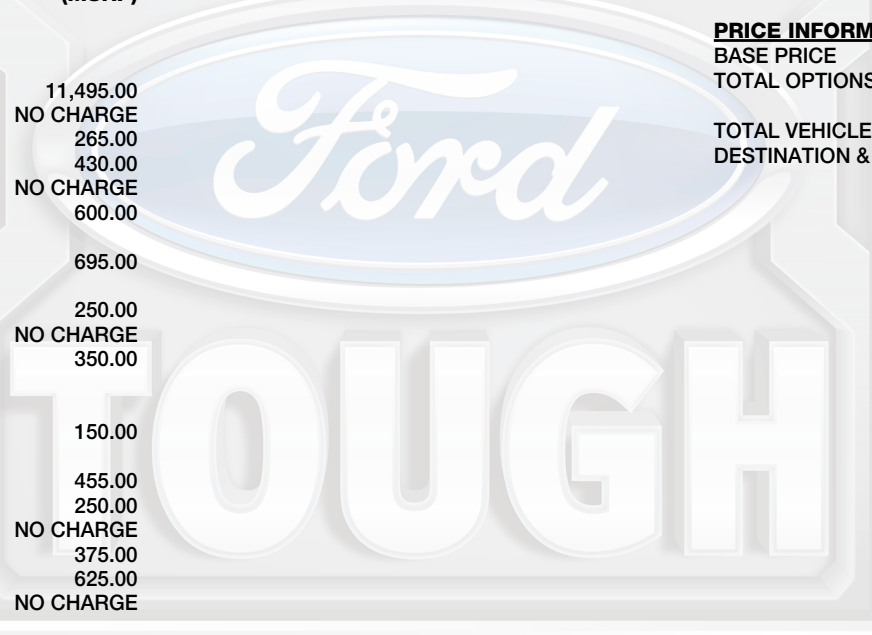 (MSRP)
11,495.00
NO CHARGE
265.00
430.00
NO CHARGE
600.00
695.00
250.00
NO CHARGE
350.00
150.00
455.00
250.00
NO CHARGE
375.00
625.00
NO CHARGE
PRICE INFORM
BASE PRICE
TOTAL OPTIONS
TOTAL VEHICLE
DESTINATION &
Ford
TOUGH